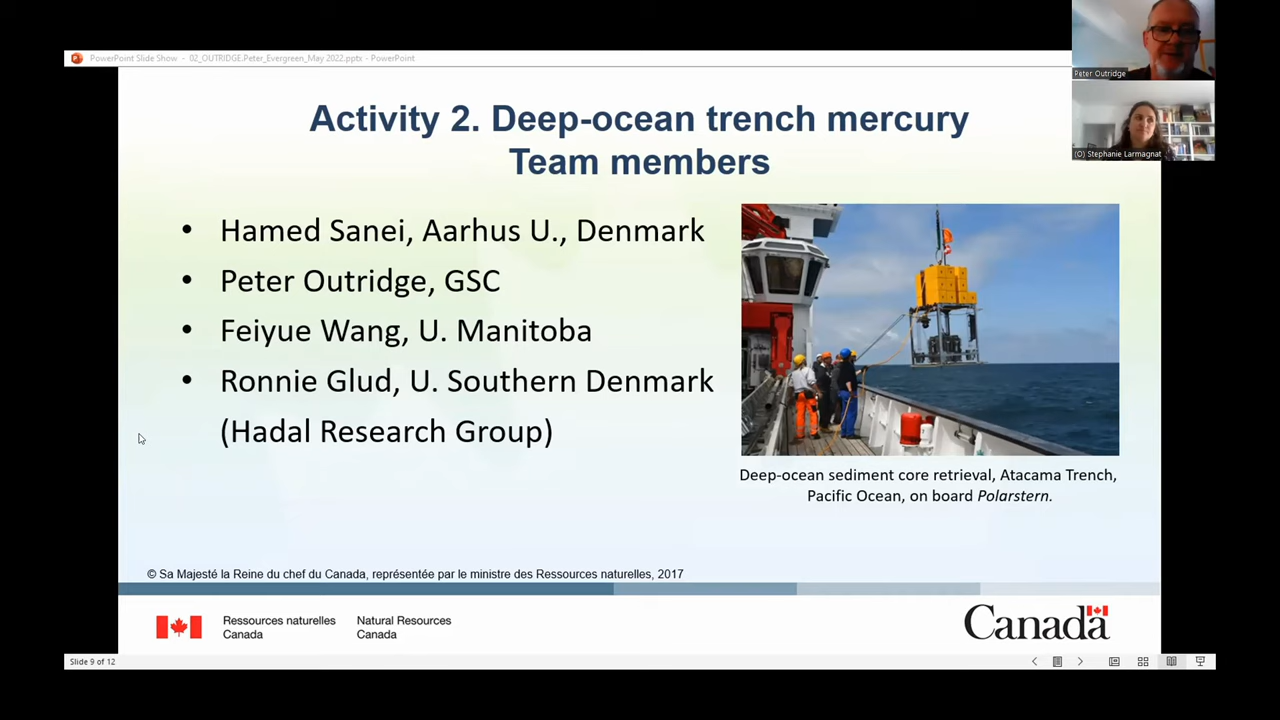 PowerPoint Slide Show - 02_OUTRIDGE.Peter_Evergreen_May 2022.pptx - PowerPoint
Peter Outridge
(O) Stephanie Larmagnat
Activity 2. Deep-ocean trench mercury
Team members
• Hamed Sanei, Aarhus U., Denmark
• Peter Outridge, GSC
• Feiyue Wang, U. Manitoba
• Ronnie Glud, U. Southern Denmark
(Hadal Research Group)
Deep-ocean sediment core retrieval, Atacama Trench,
Pacific Ocean, on board Polarstern.
© Sa Majesté la Reine du chef du Canada, représentée par le ministre des Ressources naturelles, 2017
Ressources naturelles Natural Resources
Canada Canada
Canada
Slide 9 of 12